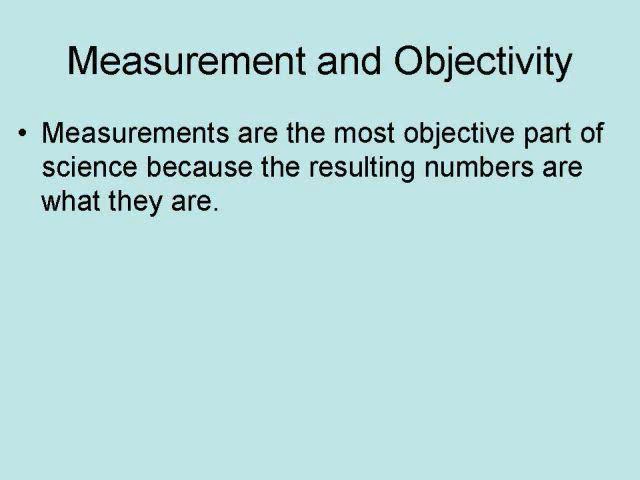 Measurement and Objectivity
• Measurements are the most objective part of
science because the resulting numbers are
what they are.